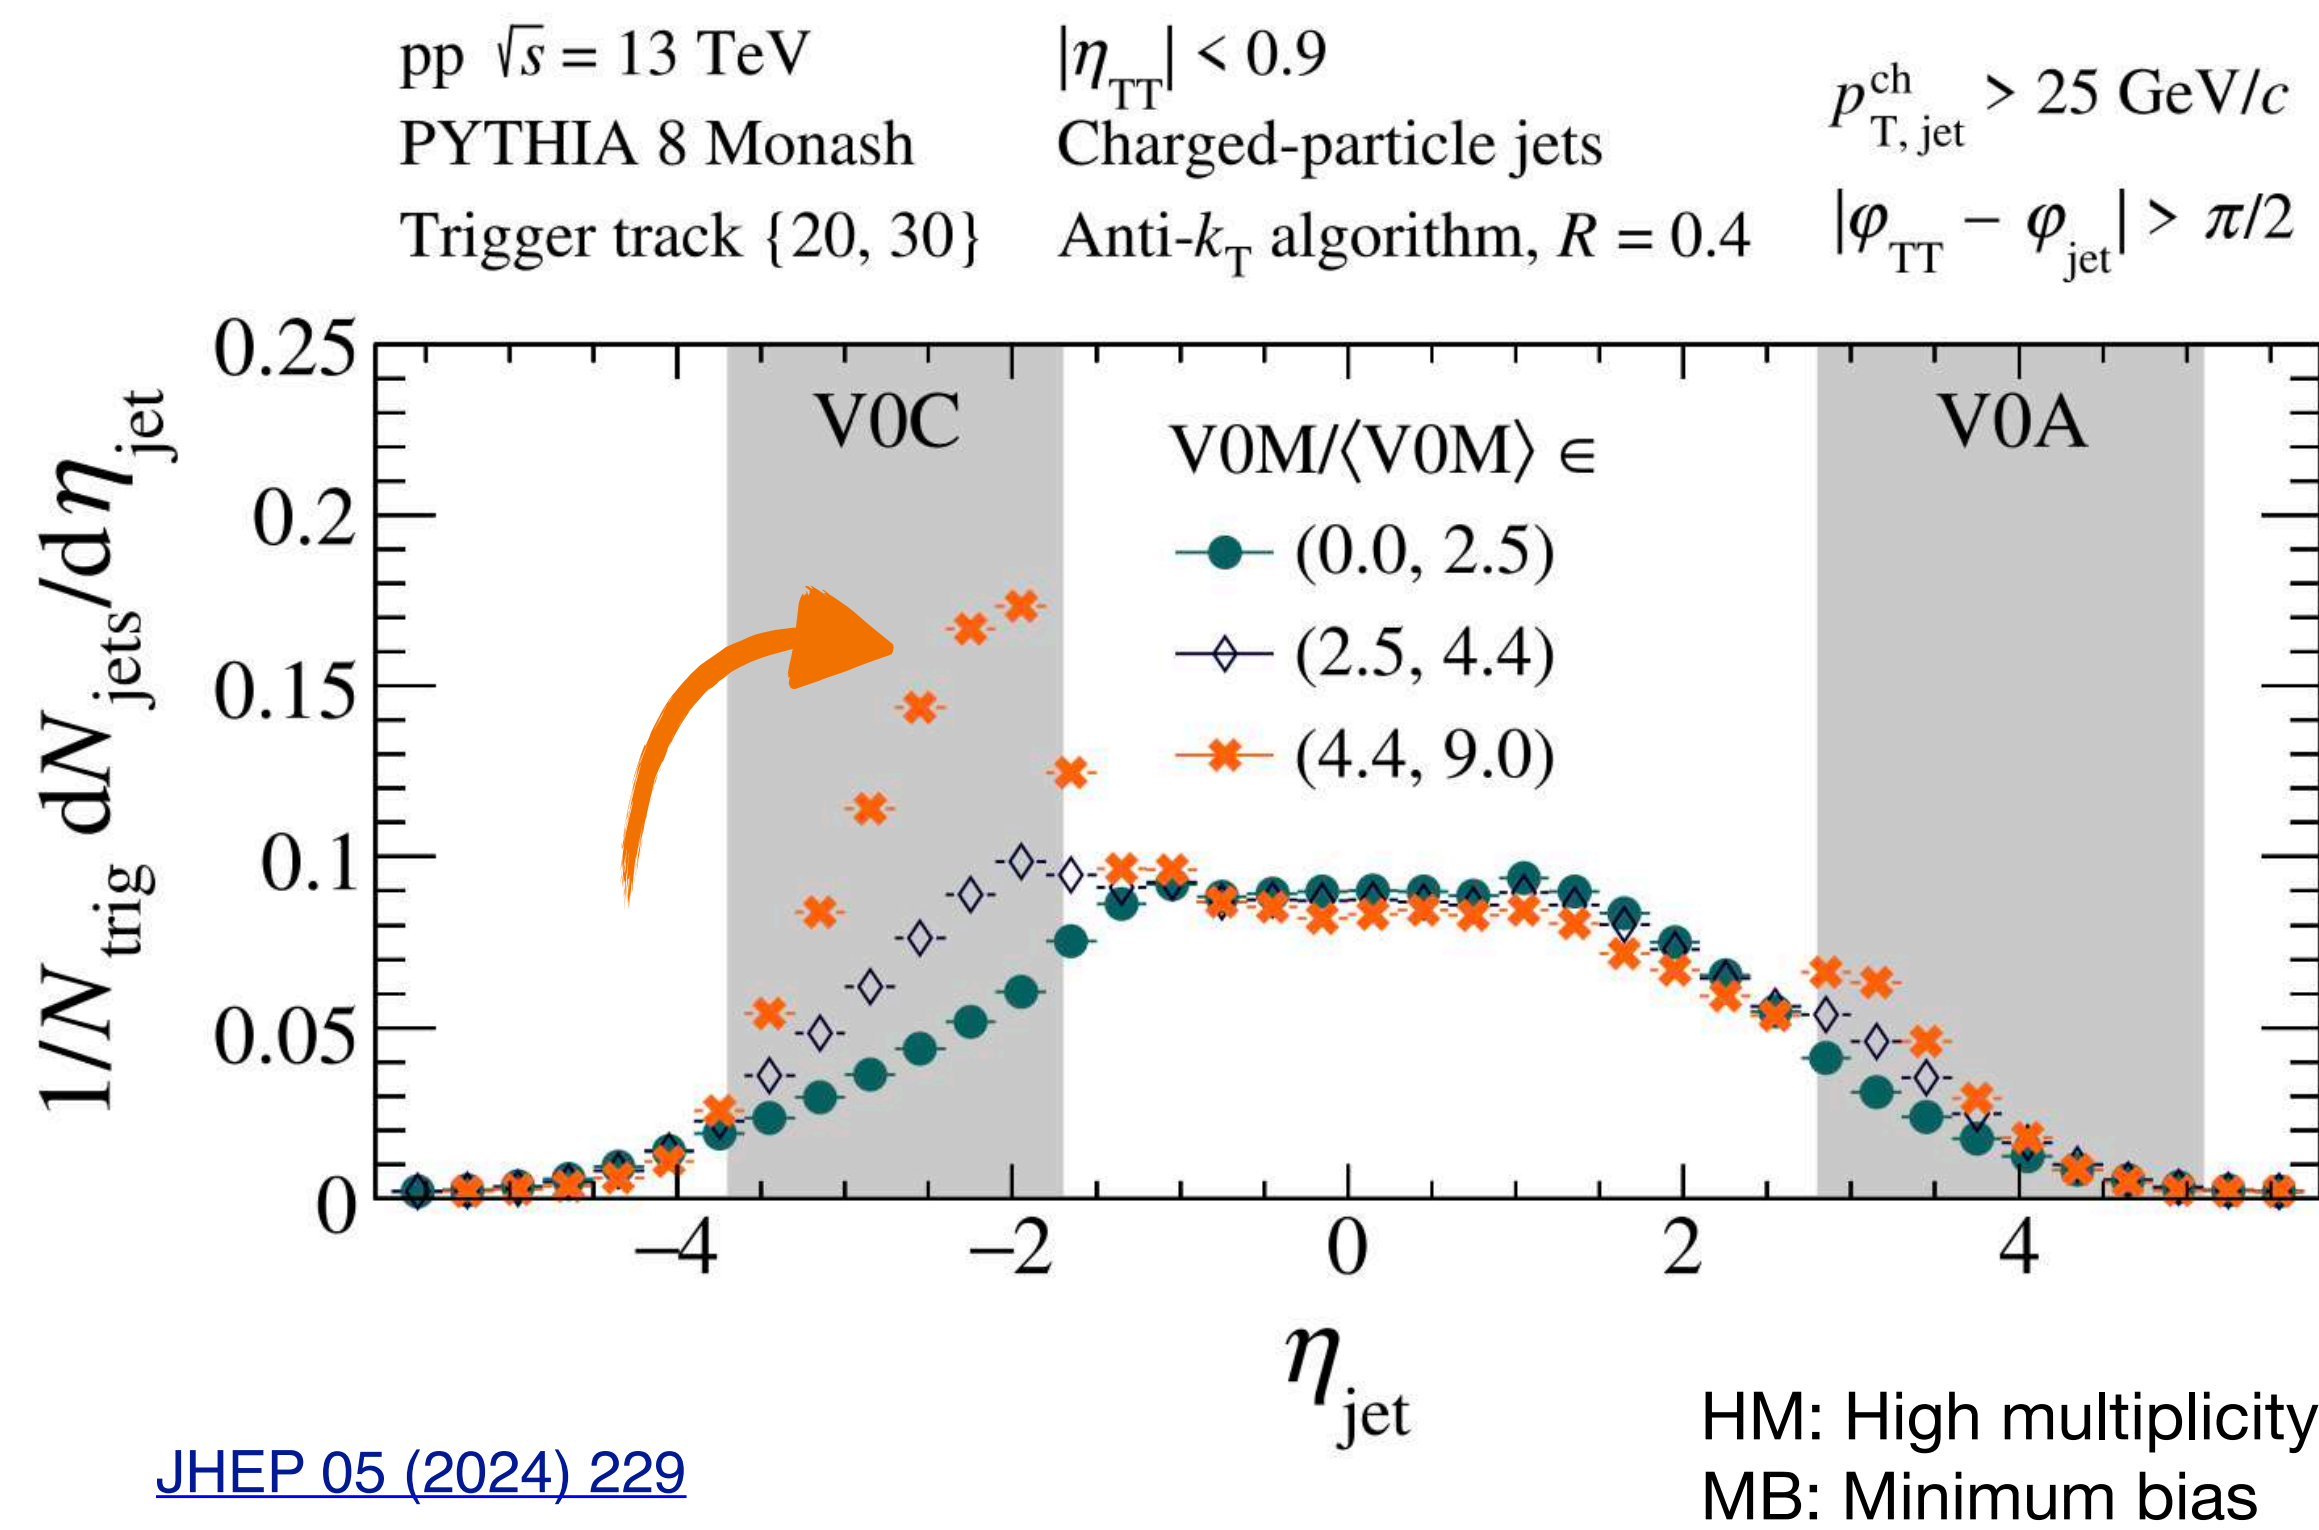 pp √s = 13 TeV
PYTHIA 8 Monash
Trigger track {20, 30}
|η_TT| < 0.9
Charged-particle jets
Anti-k_T algorithm, R = 0.4
p^ch_T, jet > 25 GeV/c
|φ_TT − φ_jet| > π/2
1/N_trig dN_jets/dη_jet
0.25
0.2
0.15
0.1
0.05
0
V0C
V0M/⟨V0M⟩ ∈
(0.0, 2.5)
(2.5, 4.4)
(4.4, 9.0)
V0A
−4 −2 0 2 4
η_jet
JHEP 05 (2024) 229
HM: High multiplicity
MB: Minimum bias